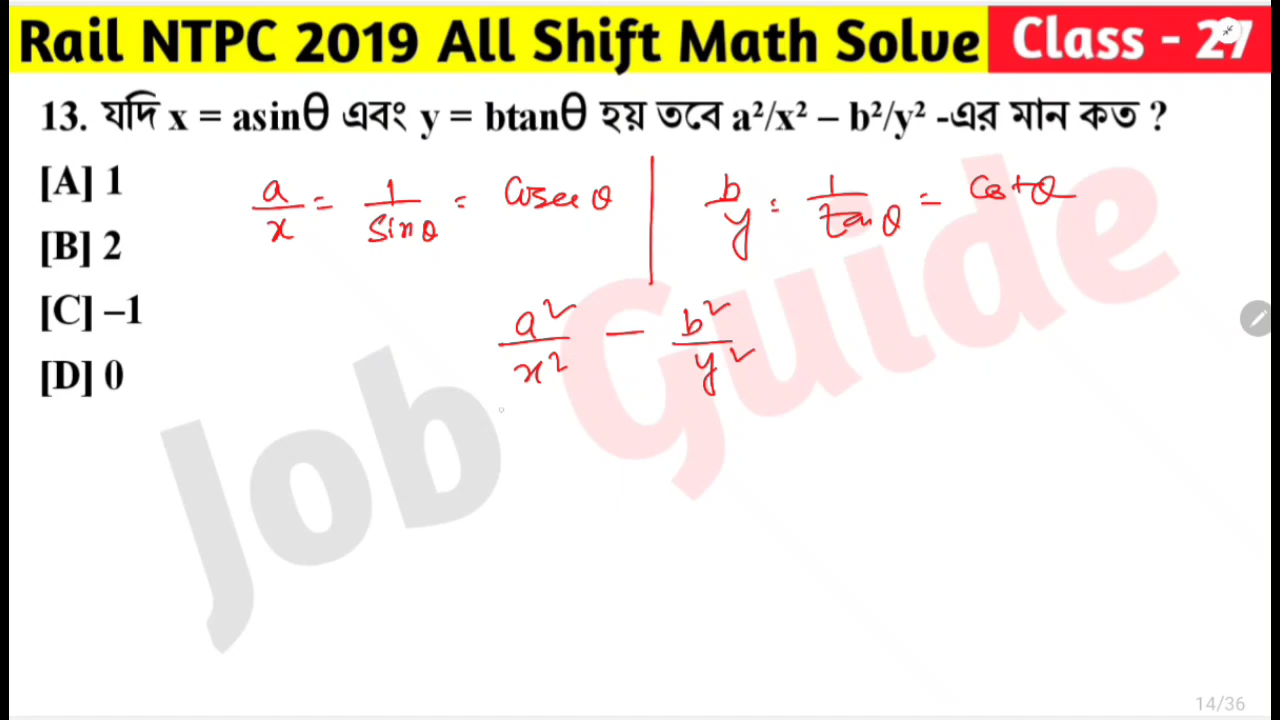 Rail NTPC 2019 All Shift Math Solve Class - 27
13. যদি x = asinθ এবং y = btanθ হয় তবে a²/x² – b²/y² -এর মান কত ?
[A] 1
[B] 2
[C] –1
[D] 0
a/x = 1/sinθ = cosecθ | b/y = 1/tanθ = cotθ
a²/x² – b²/y²
Job Guide
14/36